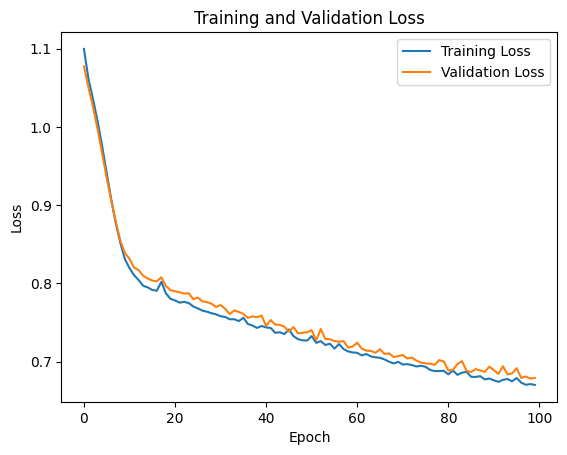 Training and Validation Loss
Training Loss
Validation Loss
1.1
1.0
0.9
0.8
0.7
Loss
0
20
40
60
80
100
Epoch